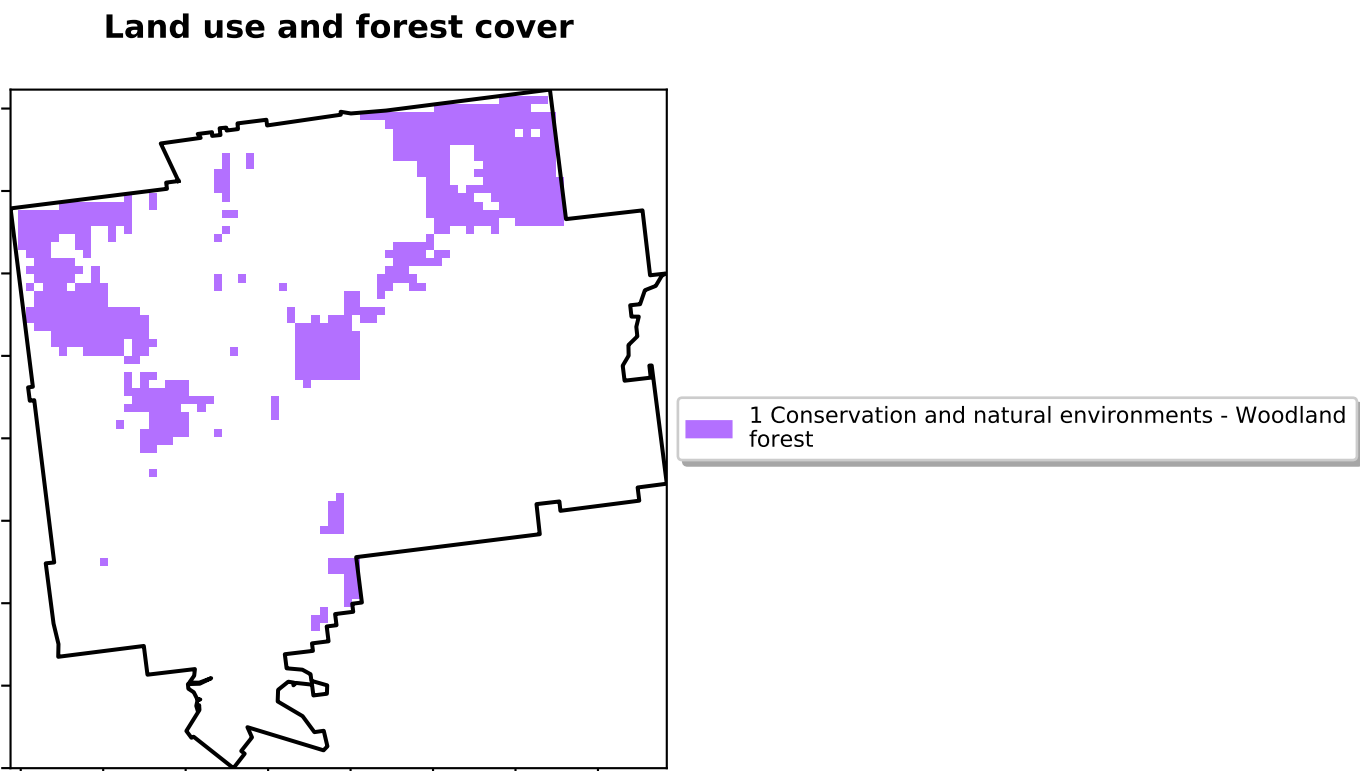 Land use and forest cover
1 Conservation and natural environments - Woodland
forest